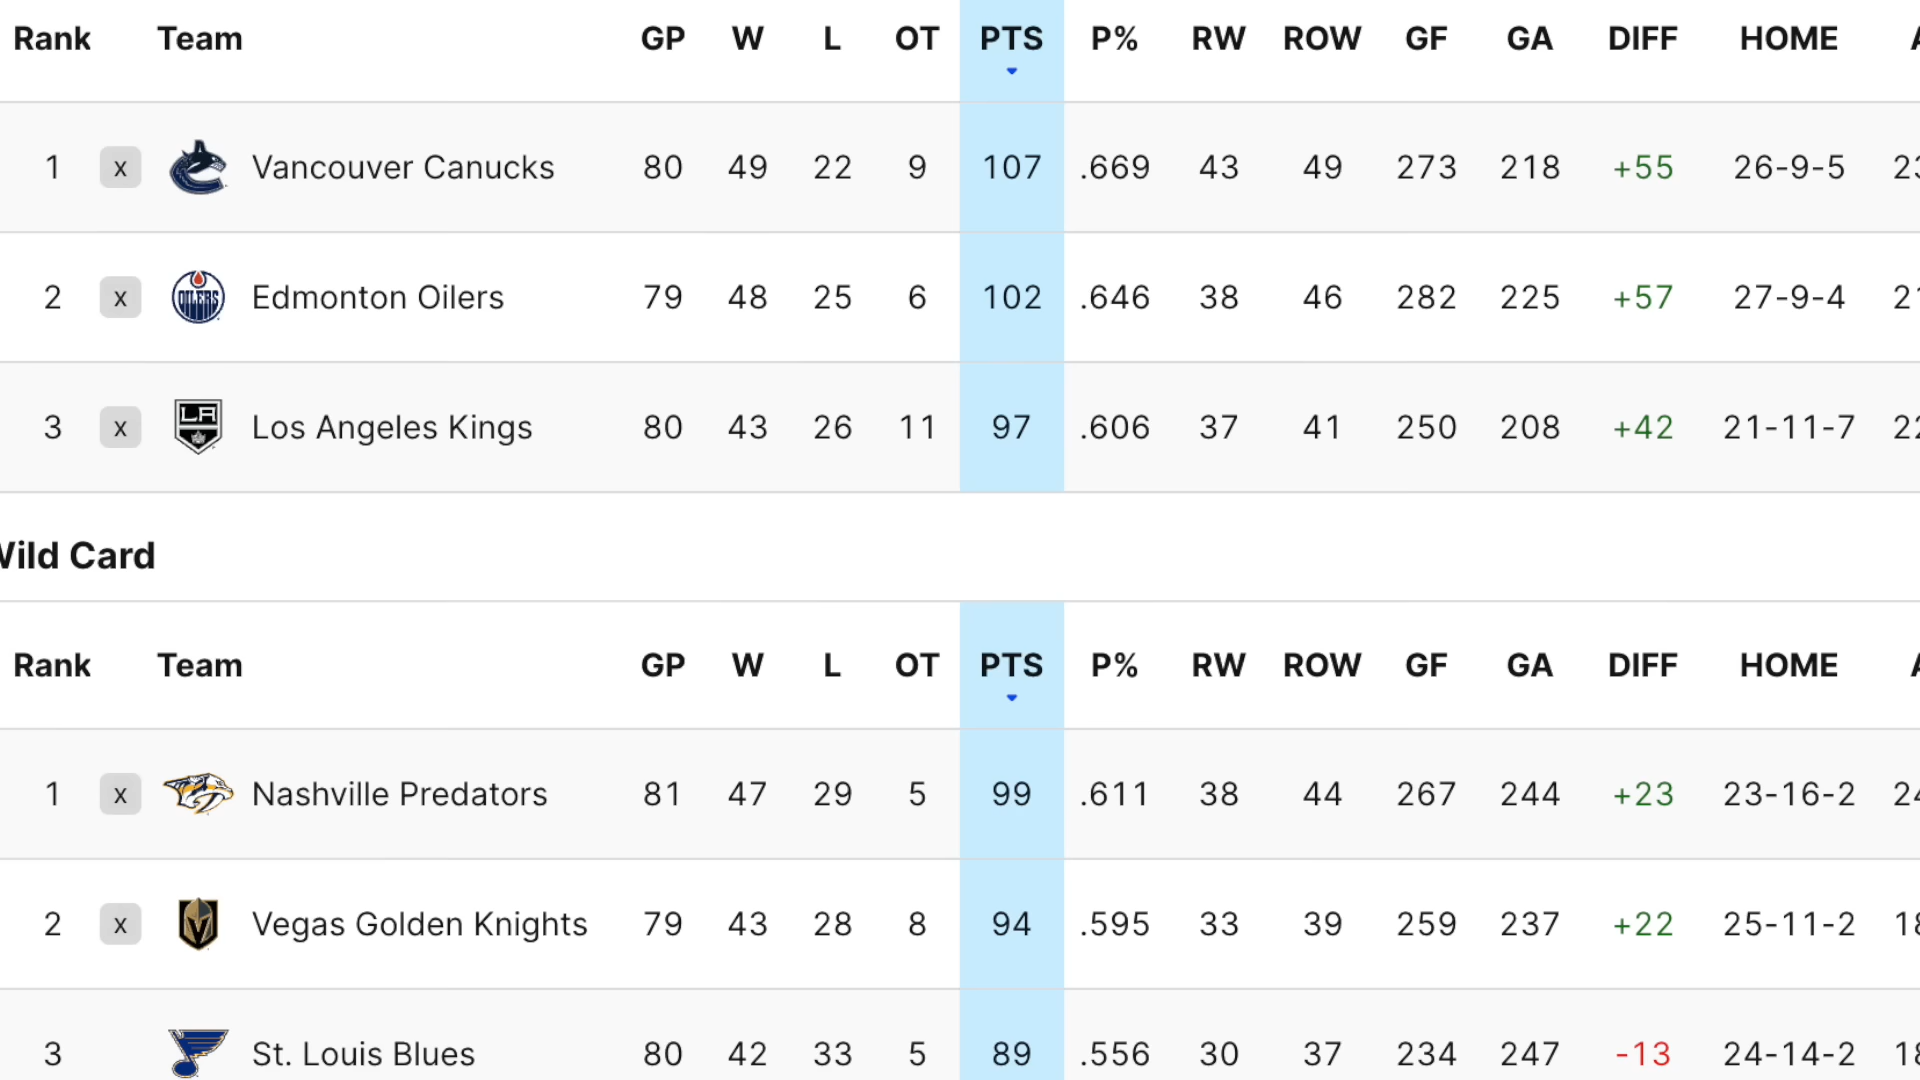 Rank Team GP W L OT PTS P% RW ROW GF GA DIFF HOME
1 x Vancouver Canucks 80 49 22 9 107 .669 43 49 273 218 +55 26-9-5
2 x OILERS Edmonton Oilers 79 48 25 6 102 .646 38 46 282 225 +57 27-9-4
3 x LA Los Angeles Kings 80 43 26 11 97 .606 37 41 250 208 +42 21-11-7
Wild Card
Rank Team GP W L OT PTS P% RW ROW GF GA DIFF HOME
1 x Nashville Predators 81 47 29 5 99 .611 38 44 267 244 +23 23-16-2
2 x Vegas Golden Knights 79 43 28 8 94 .595 33 39 259 237 +22 25-11-2
3 St. Louis Blues 80 42 33 5 89 .556 30 37 234 247 -13 24-14-2